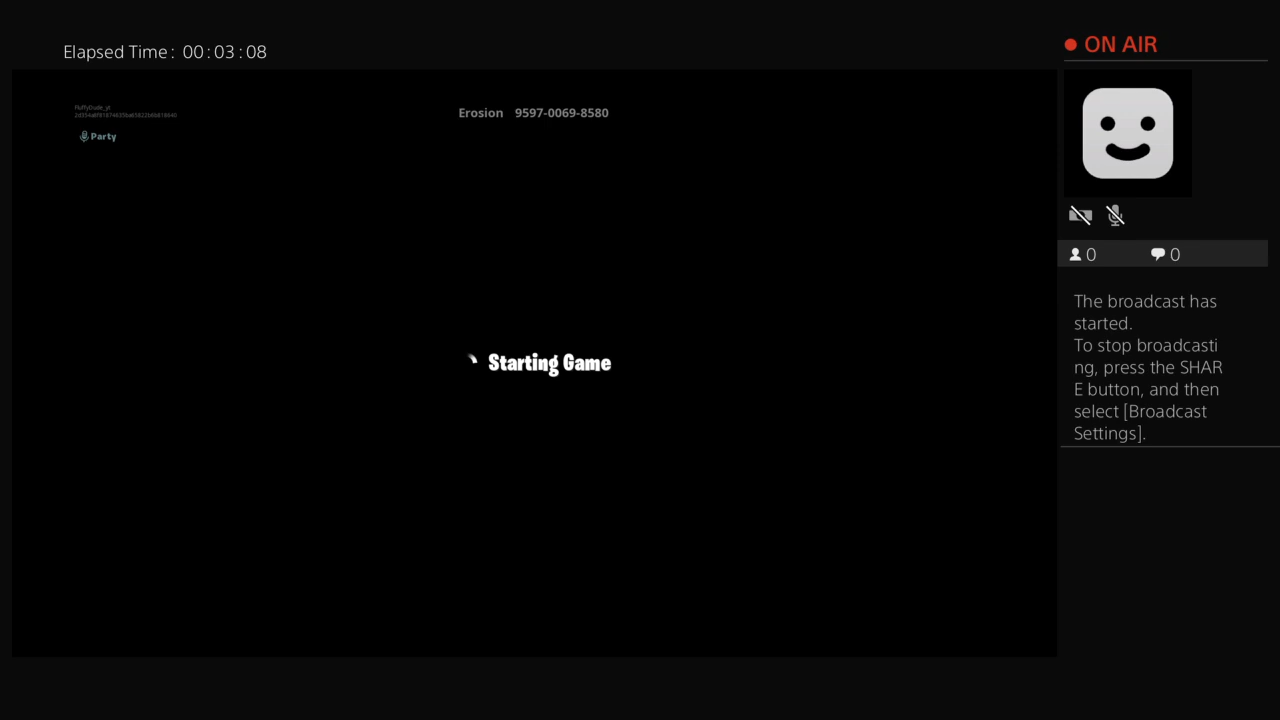 Elapsed Time: 00:03:08
ON AIR
FluffyDude_yt
Erosion 9597-0069-8580
Party
0 0
Starting Game
The broadcast has
started.
To stop broadcasti
ng, press the SHAR
E button, and then
select [Broadcast
Settings].